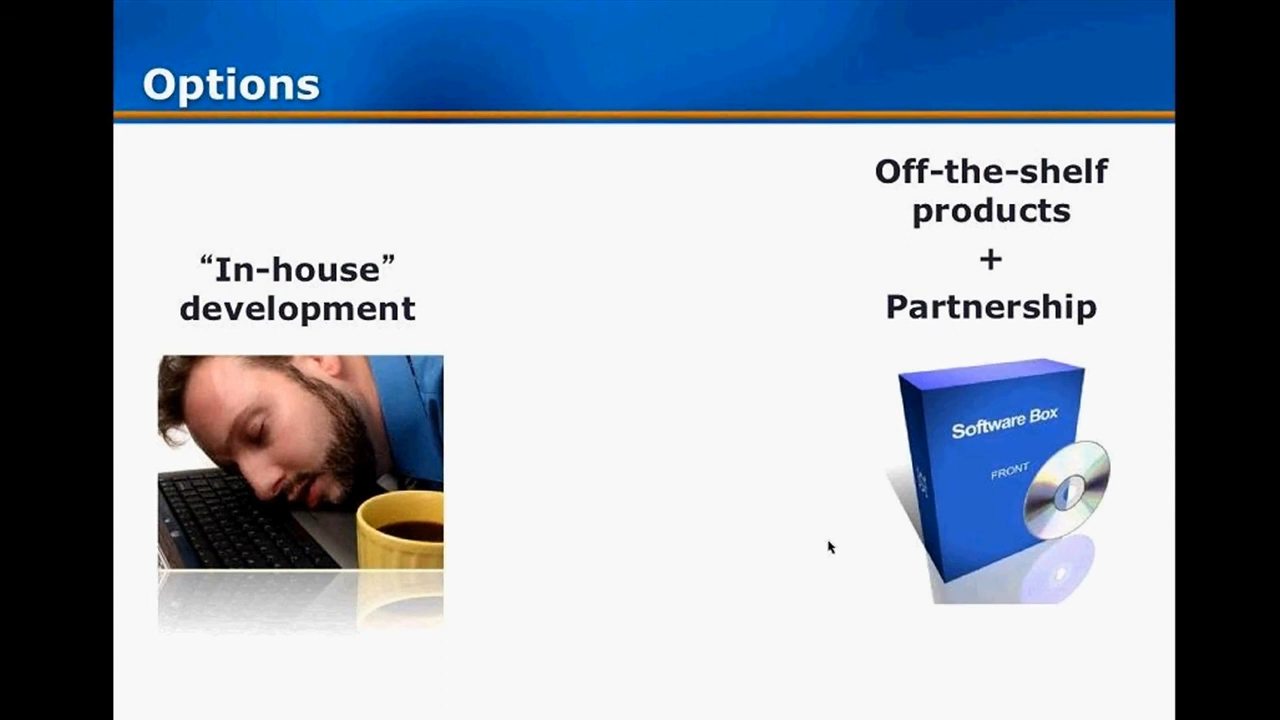 Options
“In-house”
development
Off-the-shelf
products
+
Partnership
Software Box
FRONT